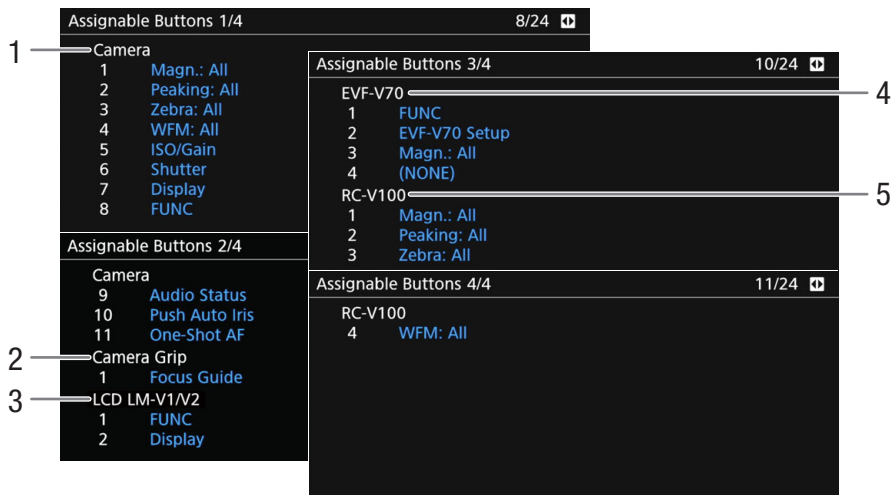 Assignable Buttons 1/4 8/24
1
Camera
1 Magn.: All
2 Peaking: All
3 Zebra: All
4 WFM: All
5 ISO/Gain
6 Shutter
7 Display
8 FUNC
Assignable Buttons 2/4
Camera
9 Audio Status
10 Push Auto Iris
11 One-Shot AF
2
Camera Grip
1 Focus Guide
3
LCD LM-V1/V2
1 FUNC
2 Display
Assignable Buttons 3/4 10/24
EVF-V70
4
1 FUNC
2 EVF-V70 Setup
3 Magn.: All
4 (NONE)
RC-V100
5
1 Magn.: All
2 Peaking: All
3 Zebra: All
Assignable Buttons 4/4 11/24
RC-V100
4 WFM: All